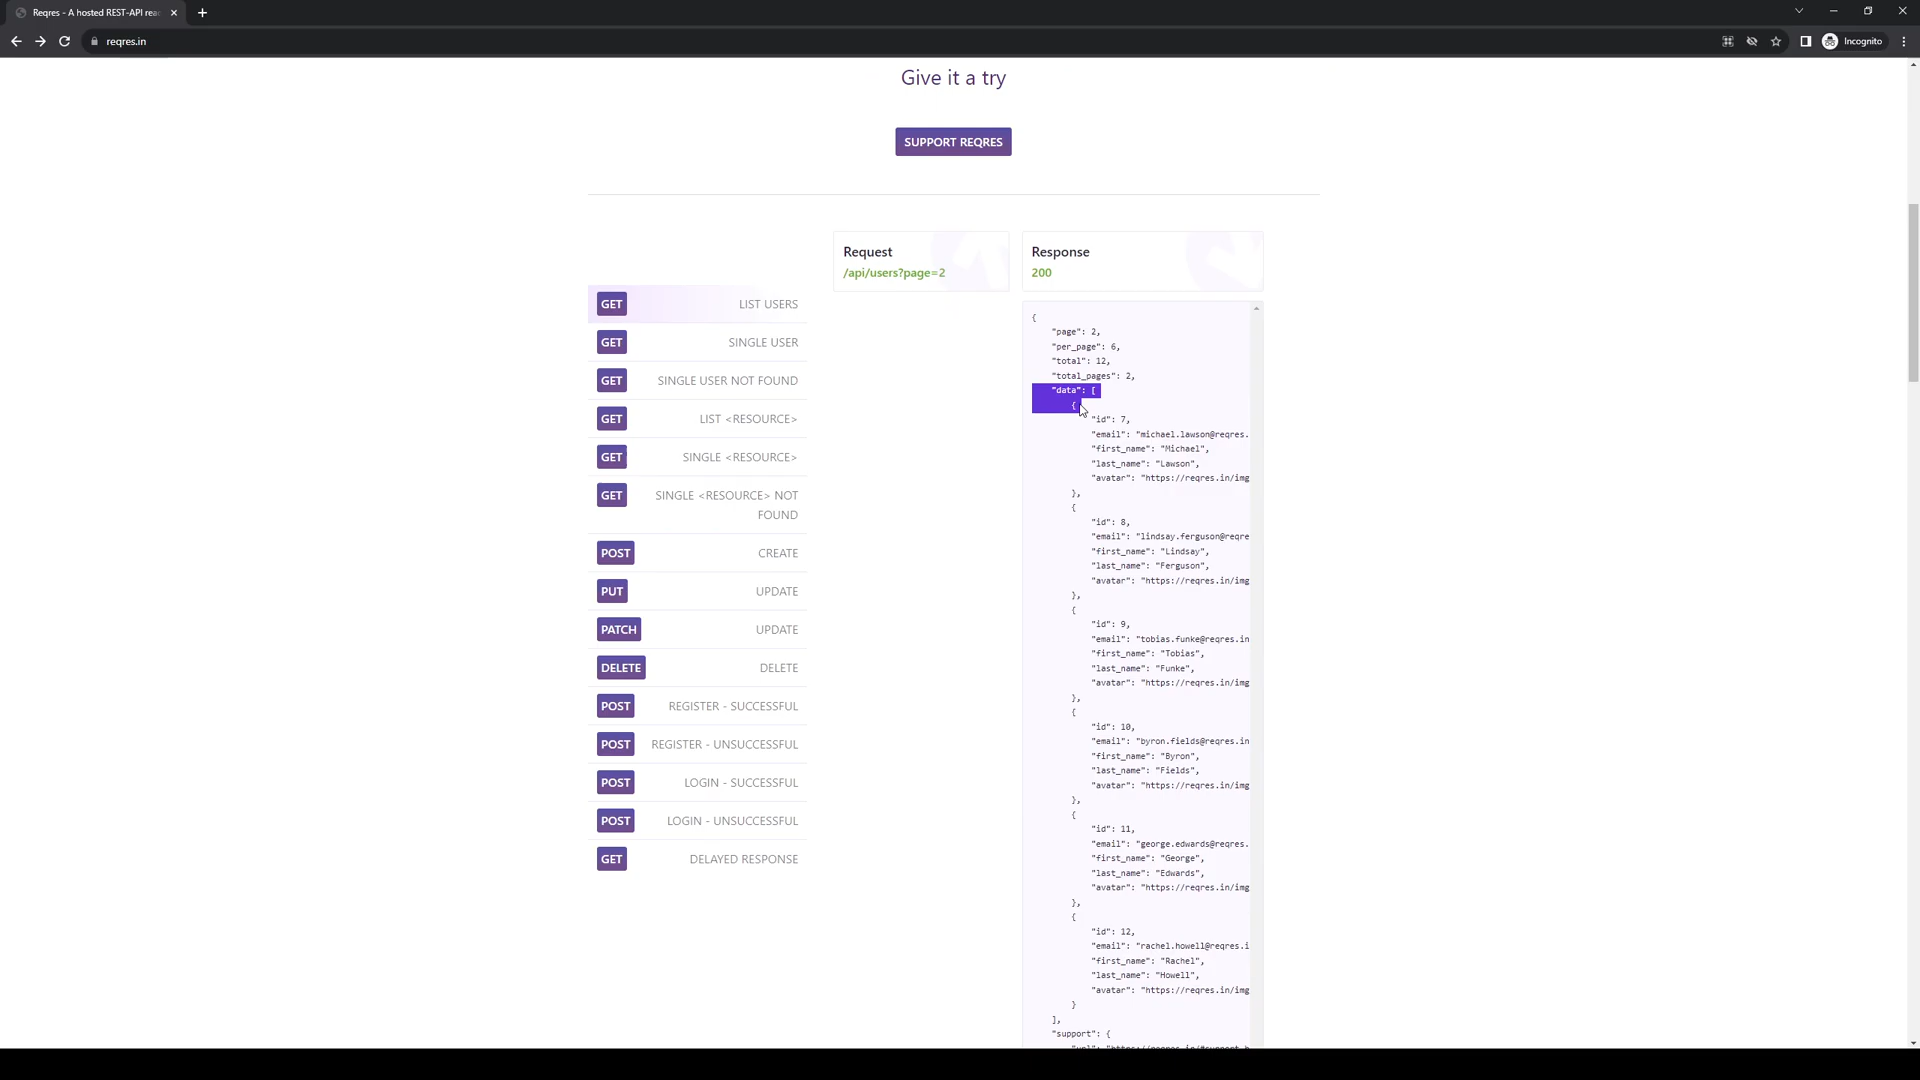 Reqres - A hosted REST-API rea
reqres.in
Incognito
Give it a try
SUPPORT REQRES
Request
/api/users?page=2
Response
200
GET LIST USERS
GET SINGLE USER
GET SINGLE USER NOT FOUND
GET LIST <RESOURCE>
GET SINGLE <RESOURCE>
GET SINGLE <RESOURCE> NOT
FOUND
POST CREATE
PUT UPDATE
PATCH UPDATE
DELETE DELETE
POST REGISTER - SUCCESSFUL
POST REGISTER - UNSUCCESSFUL
POST LOGIN - SUCCESSFUL
POST LOGIN - UNSUCCESSFUL
GET DELAYED RESPONSE
{
"page": 2,
"per_page": 6,
"total": 12,
"total_pages": 2,
"data": [
{
"id": 7,
"email": "michael.lawson@reqres.
"first_name": "Michael",
"last_name": "Lawson",
"avatar": "https://reqres.in/img
},
{
"id": 8,
"email": "lindsay.ferguson@reqre
"first_name": "Lindsay",
"last_name": "Ferguson",
"avatar": "https://reqres.in/img
},
{
"id": 9,
"email": "tobias.funke@reqres.in
"first_name": "Tobias",
"last_name": "Funke",
"avatar": "https://reqres.in/img
},
{
"id": 10,
"email": "byron.fields@reqres.in
"first_name": "Byron",
"last_name": "Fields",
"avatar": "https://reqres.in/img
},
{
"id": 11,
"email": "george.edwards@reqres.
"first_name": "George",
"last_name": "Edwards",
"avatar": "https://reqres.in/img
},
{
"id": 12,
"email": "rachel.howell@reqres.i
"first_name": "Rachel",
"last_name": "Howell",
"avatar": "https://reqres.in/img
}
],
"support": {